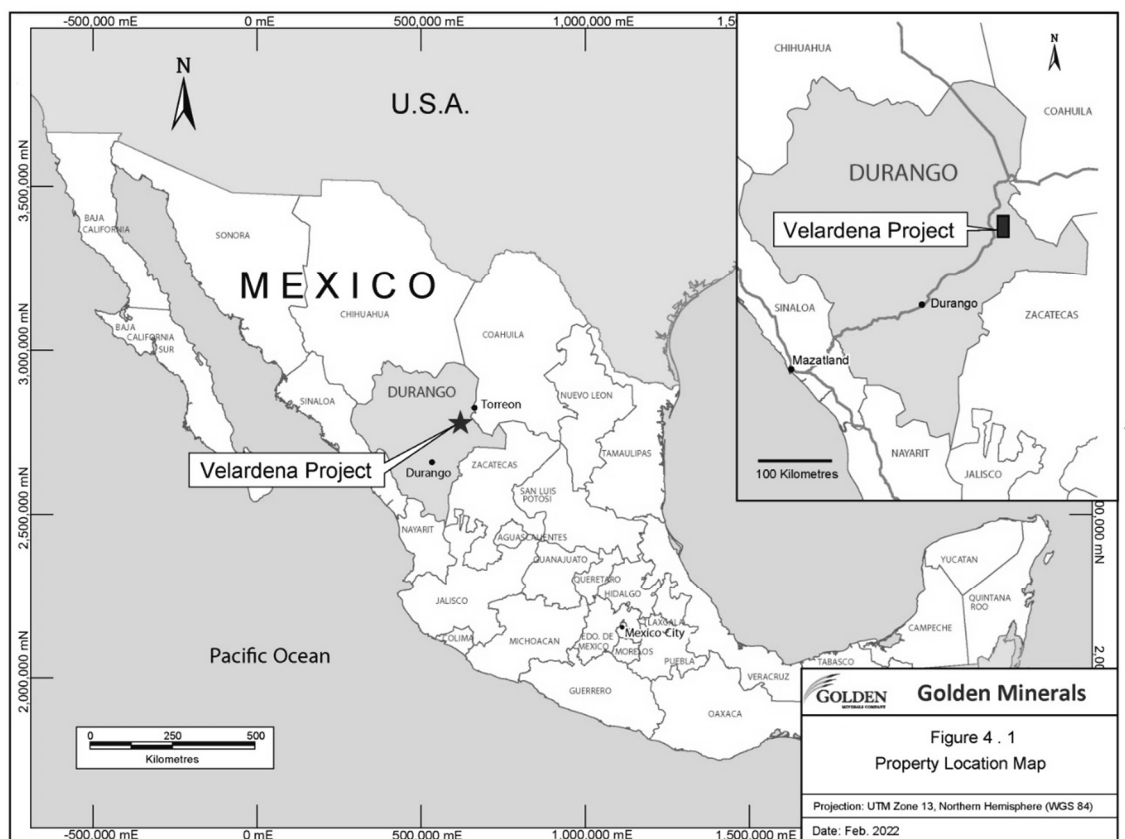 -500,000 mE
0 mE
500,000 mE
1,000,000 mE
N
U.S.A.
3,500,000 mN
3,000,000 mN
2,500,000 mN
2,000,000 mN
BAJA
CALIFORNIA
SONORA
MEXICO
CHIHUAHUA
BAJA
CALIFORNIA
SUR
COAHUILA
SINALOA
DURANGO
Torreon
NUEVO LEON
Velardena Project
Durango
ZACATECAS
TAMAULIPAS
SAN LUIS
POTOSI
NAYARIT
AGUASCALIENTES
GUANAJUATO
QUERETARO
HIDALGO
JALISCO
COLIMA
MICHOACAN
EDO. DE
MEXICO
Mexico City
MORELOS
PUEBLA
GUERRERO
VERACRUZ
OAXACA
TABASCO
YUCATAN
QUINTANA
ROO
CAMPECHE
Pacific Ocean
0 250 500
Kilometres
-500,000 mE
0 mE
500,000 mE
1,000,000 mE
1,500,000 mE
CHIHUAHUA
N
COAHUILA
DURANGO
Velardena Project
SINALOA
Durango
ZACATECAS
Mazatland
NAYARIT
JALISCO
100 Kilometres
GOLDEN
MINERALS COMPANY
Golden Minerals
Figure 4 . 1
Property Location Map
Projection: UTM Zone 13, Northern Hemisphere (WGS 84)
Date: Feb. 2022